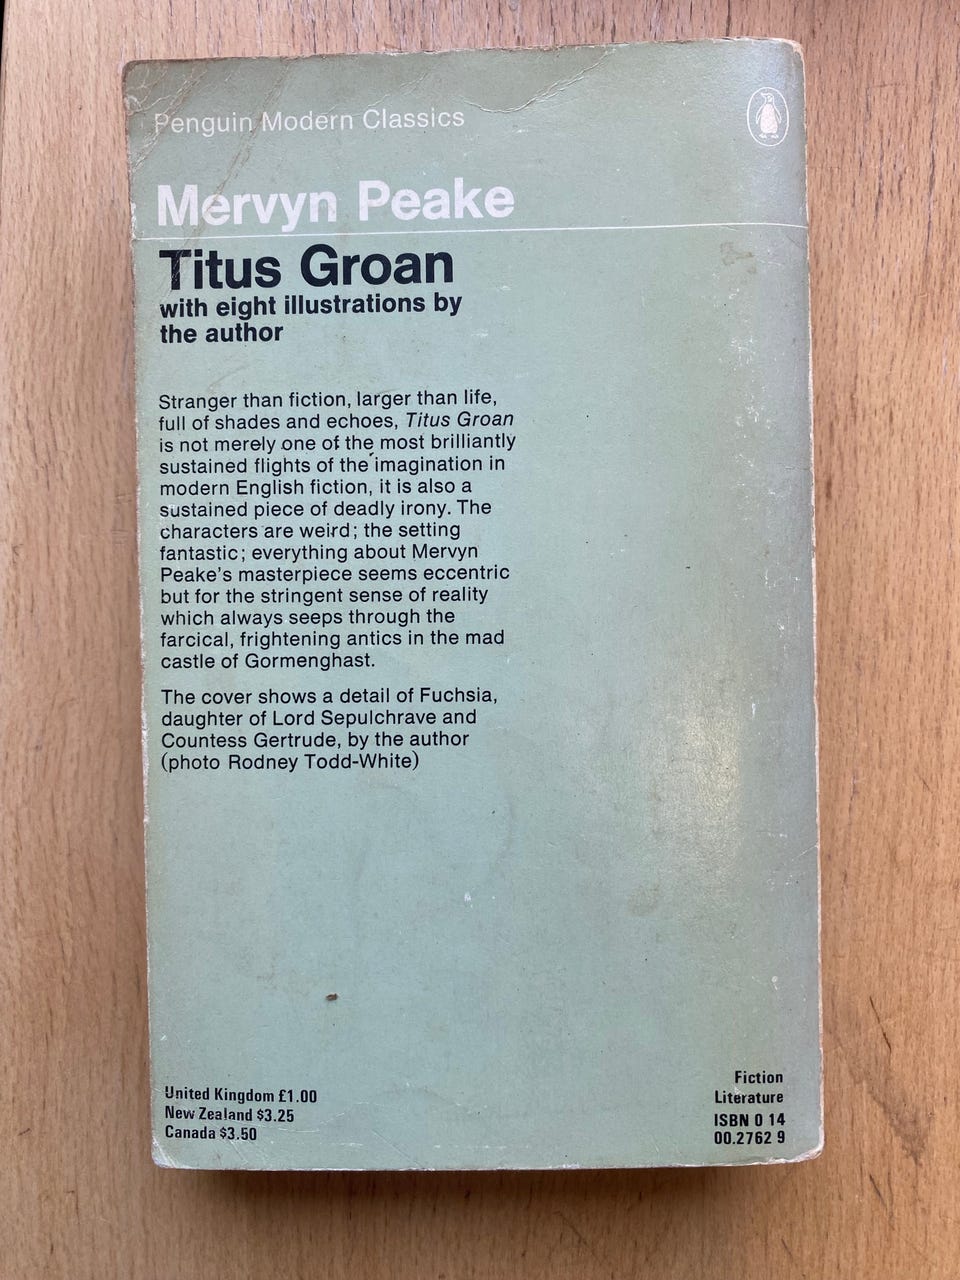 Penguin Modern Classics
Mervyn Peake
Titus Groan
with eight illustrations by
the author
Stranger than fiction, larger than life,
full of shades and echoes, Titus Groan
is not merely one of the most brilliantly
sustained flights of the imagination in
modern English fiction, it is also a
sustained piece of deadly irony. The
characters are weird; the setting
fantastic; everything about Mervyn
Peake's masterpiece seems eccentric
but for the stringent sense of reality
which always seeps through the
farcical, frightening antics in the mad
castle of Gormenghast.
The cover shows a detail of Fuchsia,
daughter of Lord Sepulchrave and
Countess Gertrude, by the author
(photo Rodney Todd-White)
United Kingdom £1.00
New Zealand $3.25
Canada $3.50
Fiction
Literature
ISBN 0 14
00.2762 9